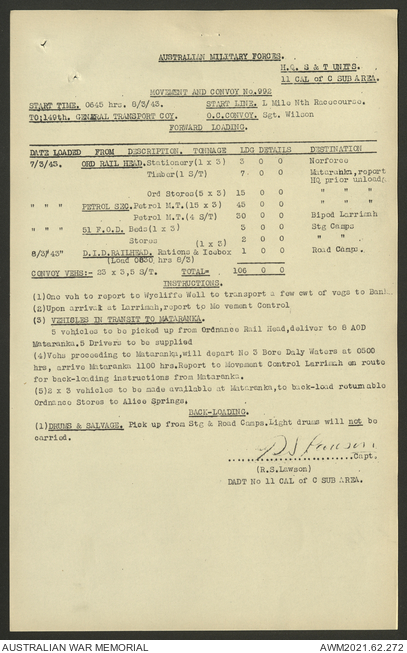 AUSTRALIAN MILITARY FORCES.
H.Q. S & T UNITS.
11 CAL of C SUB AREA.
MOVEMENT AND CONVOY No.992
START TIME. 0645 hrs. 8/3/43. START LINE. 1 Mile Nth Racecourse.
TO:149th. GENERAL TRANSPORT COY. O.C.CONVOY. Sgt. Wilson
FORWARD LOADING.
DATE LOADED FROM DESCRIPTION. TONNAGE LDG DETAILS DESTINATION
7/3/43. ORD RAIL HEAD. Stationery(1 x 3) 3 0 0 Norforce
Timber(1 S/T) 7 0 0 Mataranka,report
HQ prior unloadg.
Ord Stores(5 x 3) 15 0 0 " " "
" " " PETROL SEC. Petrol M.T.(15 x 3) 45 0 0 " " "
Petrol M.T.(4 S/T) 30 0 0 Bipod Larrimah
" " " 51 F.O.D. Beds(1 x 3) 3 0 0 Stg Camps
Stores (1 x 3) 2 0 0 " "
8/3/43" D.I.D.RAILHEAD. Rations & Icebox 1 0 0 Road Camps.
(Load 0830 hrs 8/3)
CONVOY VEHS:- 23 x 3,5 S/T. TOTAL= 106 0 0
INSTRUCTIONS.
(1)One veh to report to Wycliffe Well to transport a few cwt of vegs to Banka
(2)Upon arrival at Larrimah,report to Movement Control
(3) VEHICLES IN TRANSIT TO MATARANKA.
5 vehicles to be picked up from Ordnance Rail Head,deliver to 8 AOD
Mataranka.5 Drivers to be supplied
(4)Vehs proceeding to Mataranka,will depart No 3 Bore Daly Waters at 0500
hrs, arrive Mataranka 1100 hrs.Report to Movement Control Larrimah en route
for back-loading instructions from Mataranka.
(5)2 x 3 vehicles to be made available at Mataranka,to back-load returnable
Ordnance Stores to Alice Springs.
BACK-LOADING.
(1)DRUMS & SALVAGE. Pick up from Stg & Road Camps.Light drums will not be
carried.
R S Lawson
Capt.
(R.S.Lawson)
DADT No 11 CAL OF C SUB AREA.
AUSTRALIAN WAR MEMORIAL AWM2021.62.272